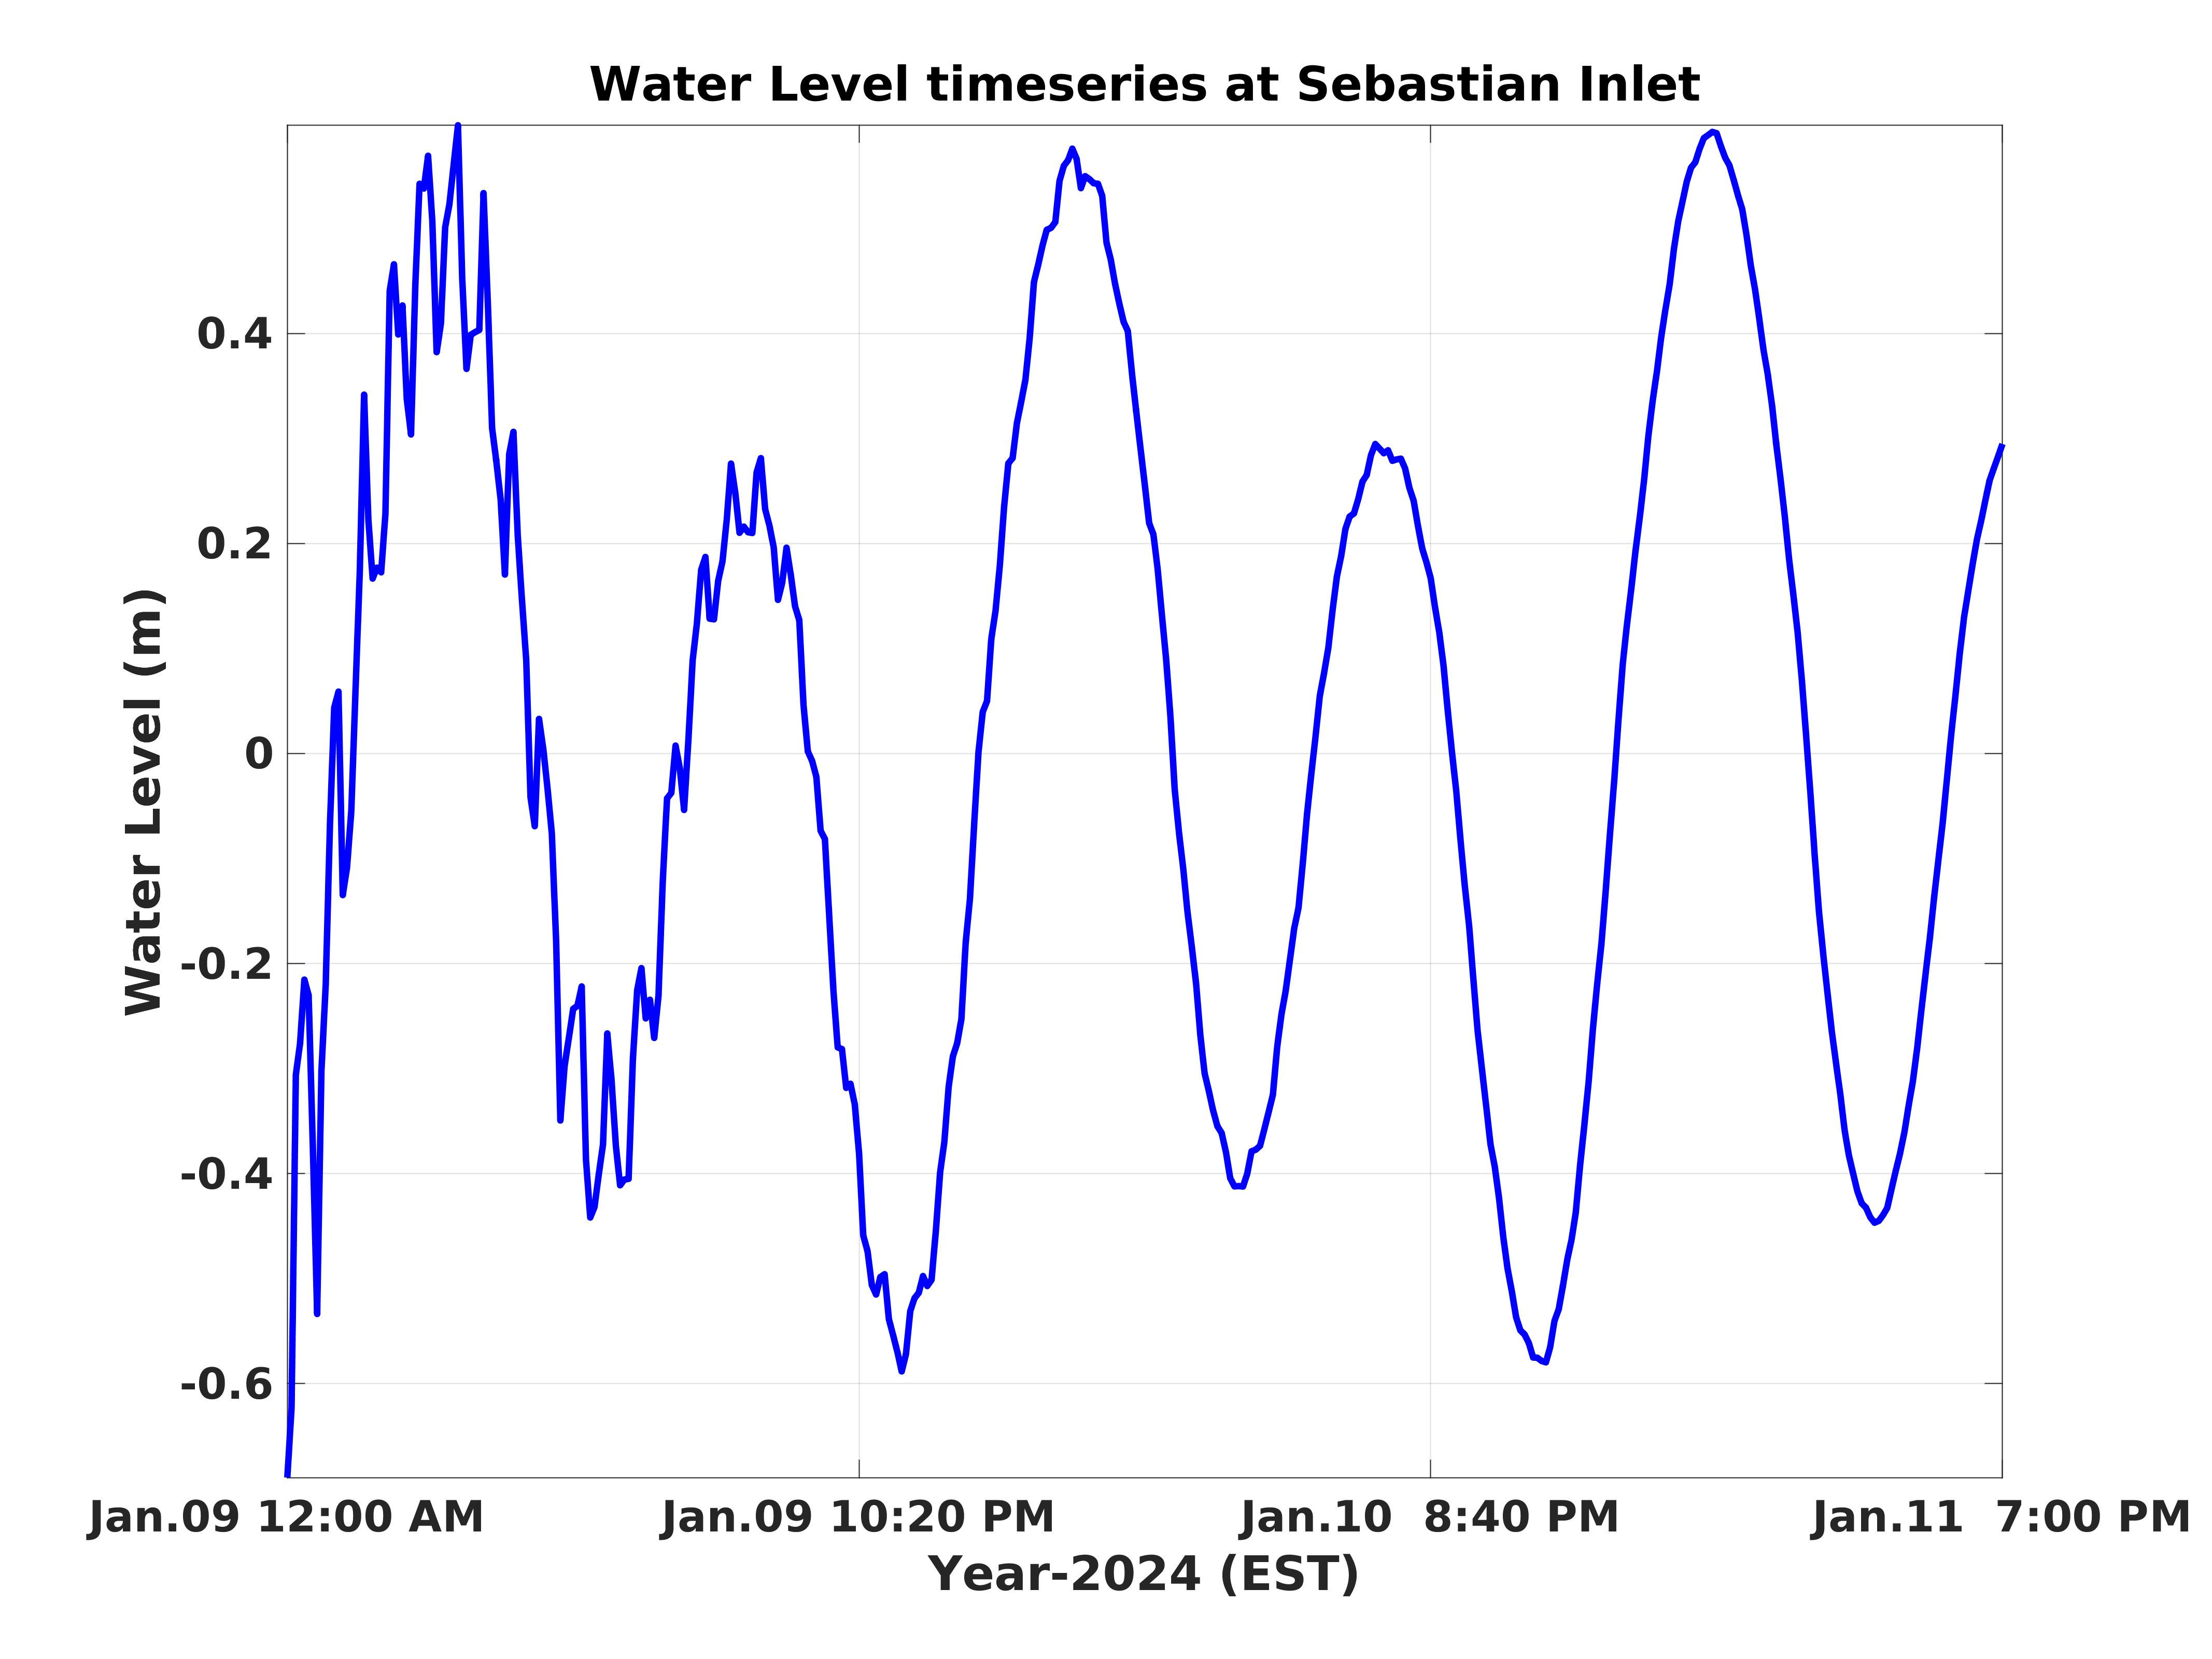 Water Level timeseries at Sebastian Inlet
Water Level (m)
0.4
0.2
0
-0.2
-0.4
-0.6
Jan.09 12:00 AM
Jan.09 10:20 PM
Jan.10  8:40 PM
Jan.11  7:00 PM
Year-2024 (EST)